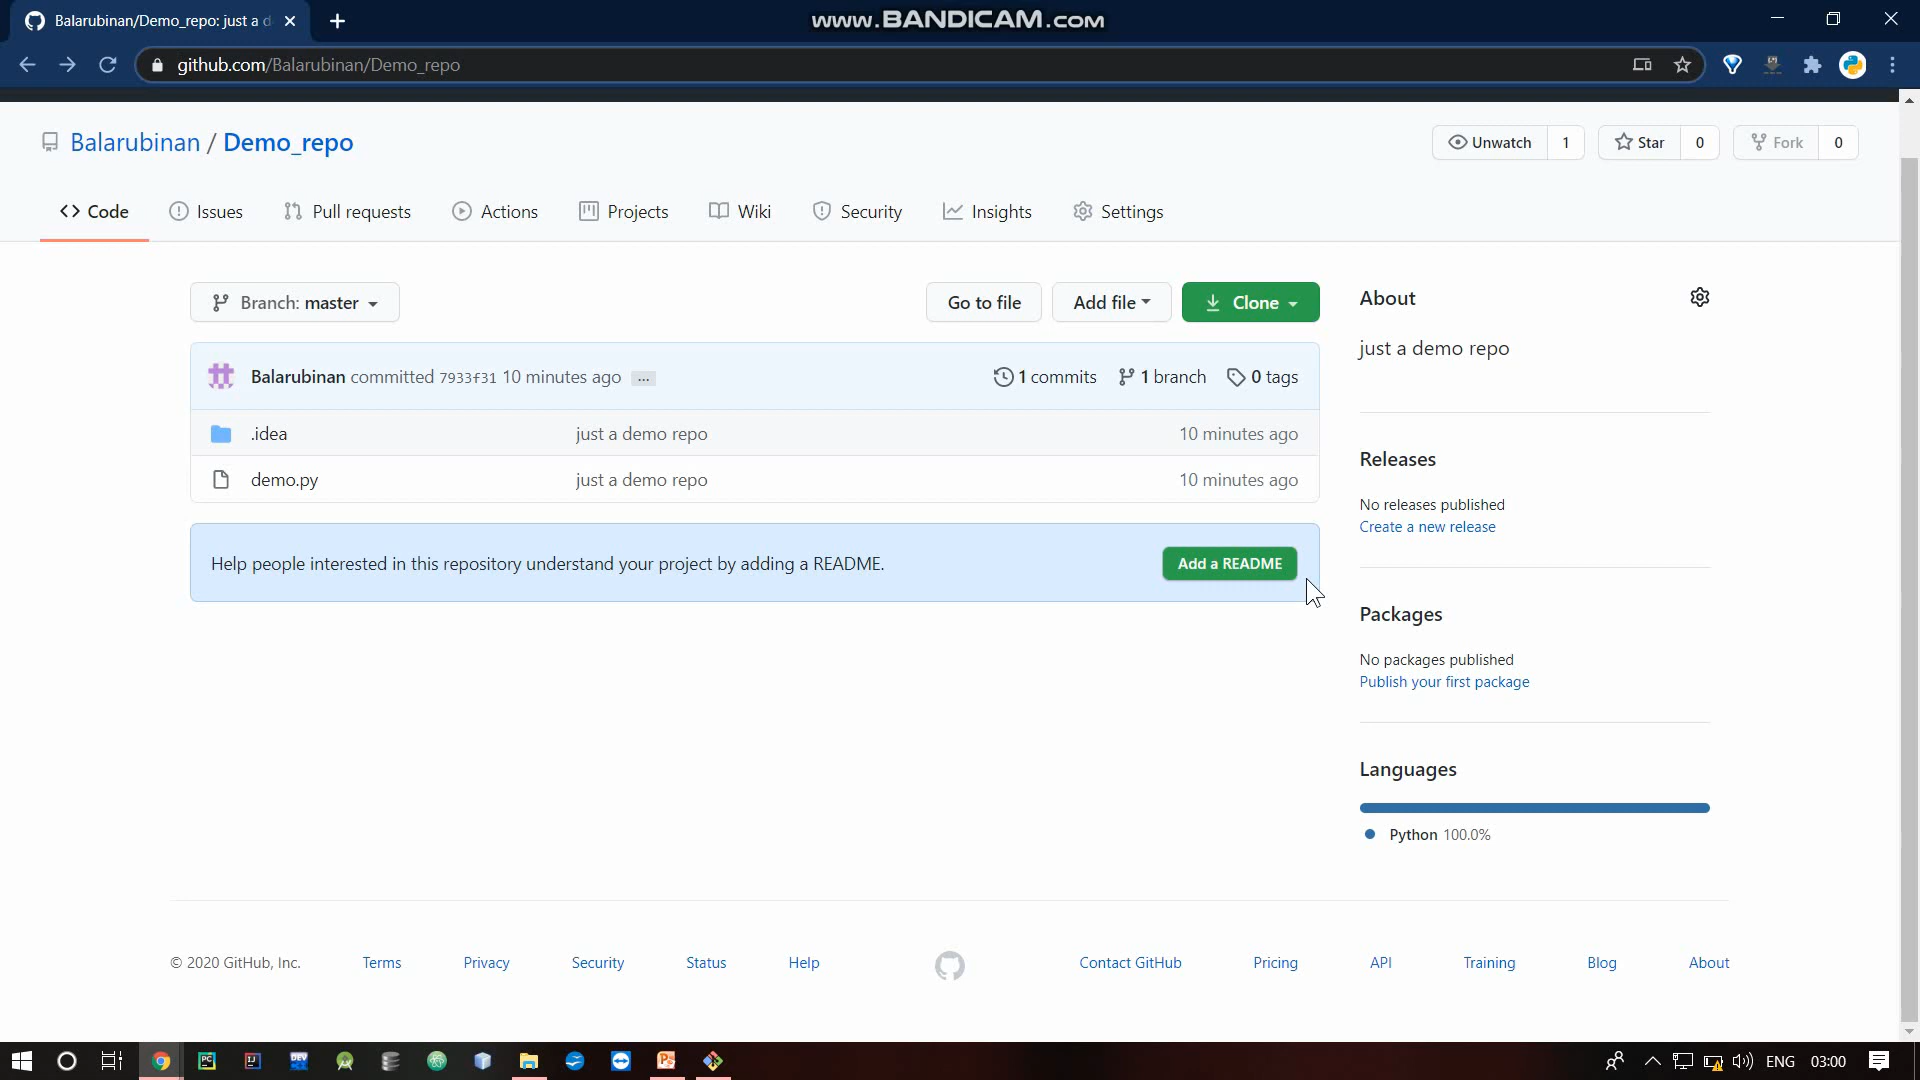 Balarubinan/Demo_repo: just a d
www.BANDICAM.com
github.com/Balarubinan/Demo_repo
Balarubinan / Demo_repo
Unwatch 1 Star 0 Fork 0
Code Issues Pull requests Actions Projects Wiki Security Insights Settings
Branch: master Go to file Add file Clone
About
just a demo repo
Balarubinan committed 7933f31 10 minutes ago ... 1 commits 1 branch 0 tags
.idea just a demo repo 10 minutes ago
demo.py just a demo repo 10 minutes ago
Help people interested in this repository understand your project by adding a README. Add a README
Releases
No releases published
Create a new release
Packages
No packages published
Publish your first package
Languages
Python 100.0%
© 2020 GitHub, Inc. Terms Privacy Security Status Help Contact GitHub Pricing API Training Blog About
ENG 03:00